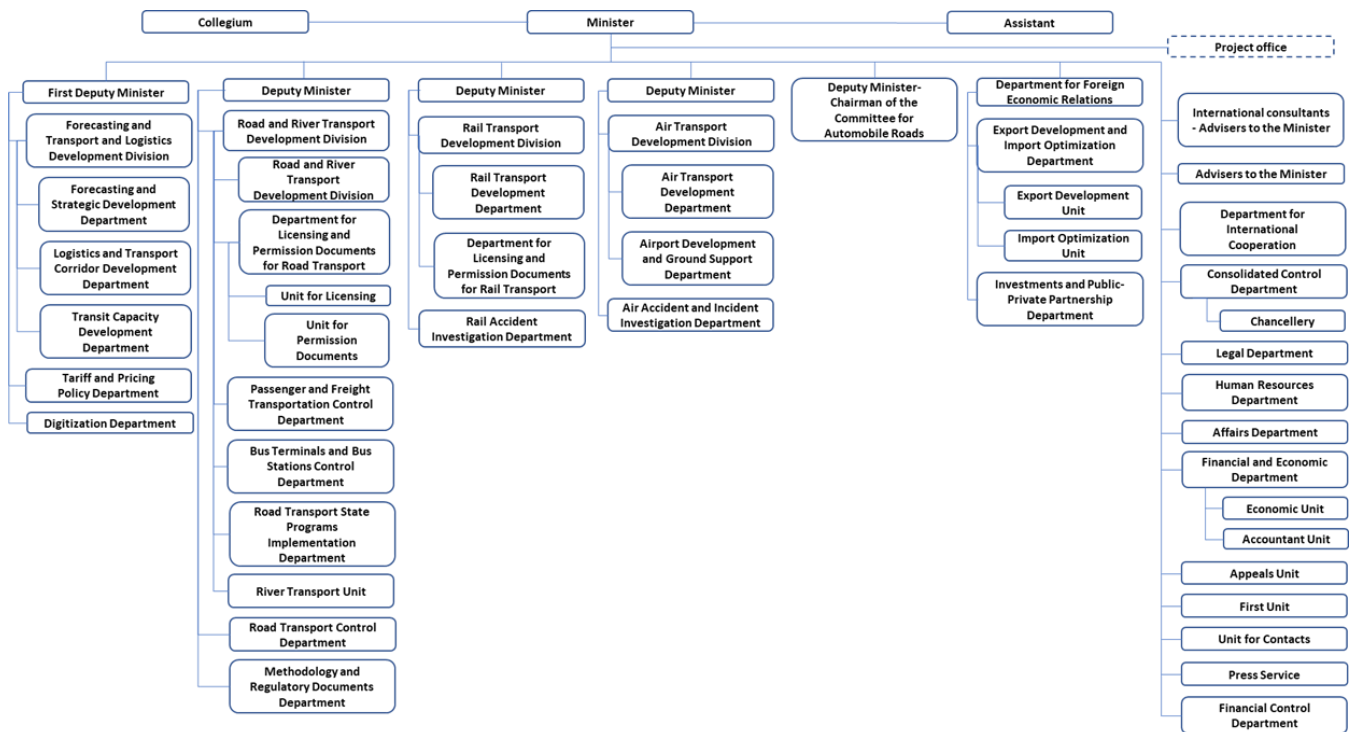 Collegium
Minister
Assistant
Project office
First Deputy Minister
Forecasting and
Transport and Logistics
Development Division
Forecasting and
Strategic Development
Department
Logistics and Transport
Corridor Development
Department
Transit Capacity
Development
Department
Tariff and Pricing
Policy Department
Digitization Department
Deputy Minister
Road and River Transport
Development Division
Road and River
Transport
Development Division
Department for
Licensing and
Permission Documents
for Road Transport
Unit for Licensing
Unit for
Permission
Documents
Passenger and Freight
Transportation Control
Department
Bus Terminals and Bus
Stations Control
Department
Road Transport State
Programs
Implementation
Department
River Transport Unit
Road Transport Control
Department
Methodology and
Regulatory Documents
Department
Deputy Minister
Rail Transport
Development Division
Rail Transport
Development
Department
Department for
Licensing and
Permission Documents
for Rail Transport
Rail Accident
Investigation Department
Deputy Minister
Air Transport
Development Division
Air Transport
Development
Department
Airport Development
and Ground Support
Department
Air Accident and Incident
Investigation Department
Deputy Minister-
Chairman of the
Committee for
Automobile Roads
Department for Foreign
Economic Relations
Export Development and
Import Optimization
Department
Export Development
Unit
Import Optimization
Unit
Investments and Public-
Private Partnership
Department
International consultants
- Advisers to the Minister
Advisers to the Minister
Department for
International
Cooperation
Consolidated Control
Department
Chancellery
Legal Department
Human Resources
Department
Affairs Department
Financial and Economic
Department
Economic Unit
Accountant Unit
Appeals Unit
First Unit
Unit for Contacts
Press Service
Financial Control
Department